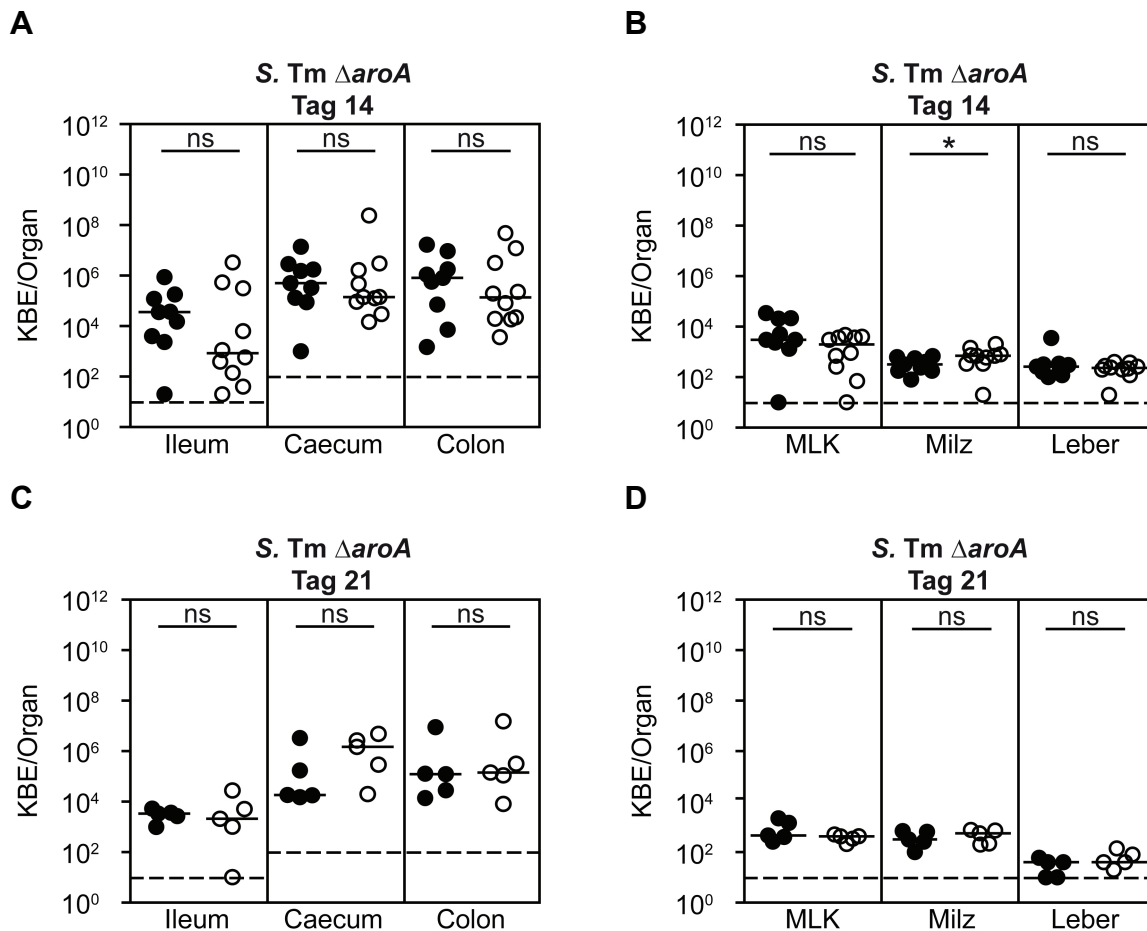 A
S. Tm ΔaroA
Tag 14
KBE/Organ
10¹²
10¹⁰
10⁸
10⁶
10⁴
10²
10⁰
ns ns ns
Ileum Caecum Colon
B
S. Tm ΔaroA
Tag 14
KBE/Organ
10¹²
10¹⁰
10⁸
10⁶
10⁴
10²
10⁰
ns * ns
MLK Milz Leber
C
S. Tm ΔaroA
Tag 21
KBE/Organ
10¹²
10¹⁰
10⁸
10⁶
10⁴
10²
10⁰
ns ns ns
Ileum Caecum Colon
D
S. Tm ΔaroA
Tag 21
KBE/Organ
10¹²
10¹⁰
10⁸
10⁶
10⁴
10²
10⁰
ns ns ns
MLK Milz Leber